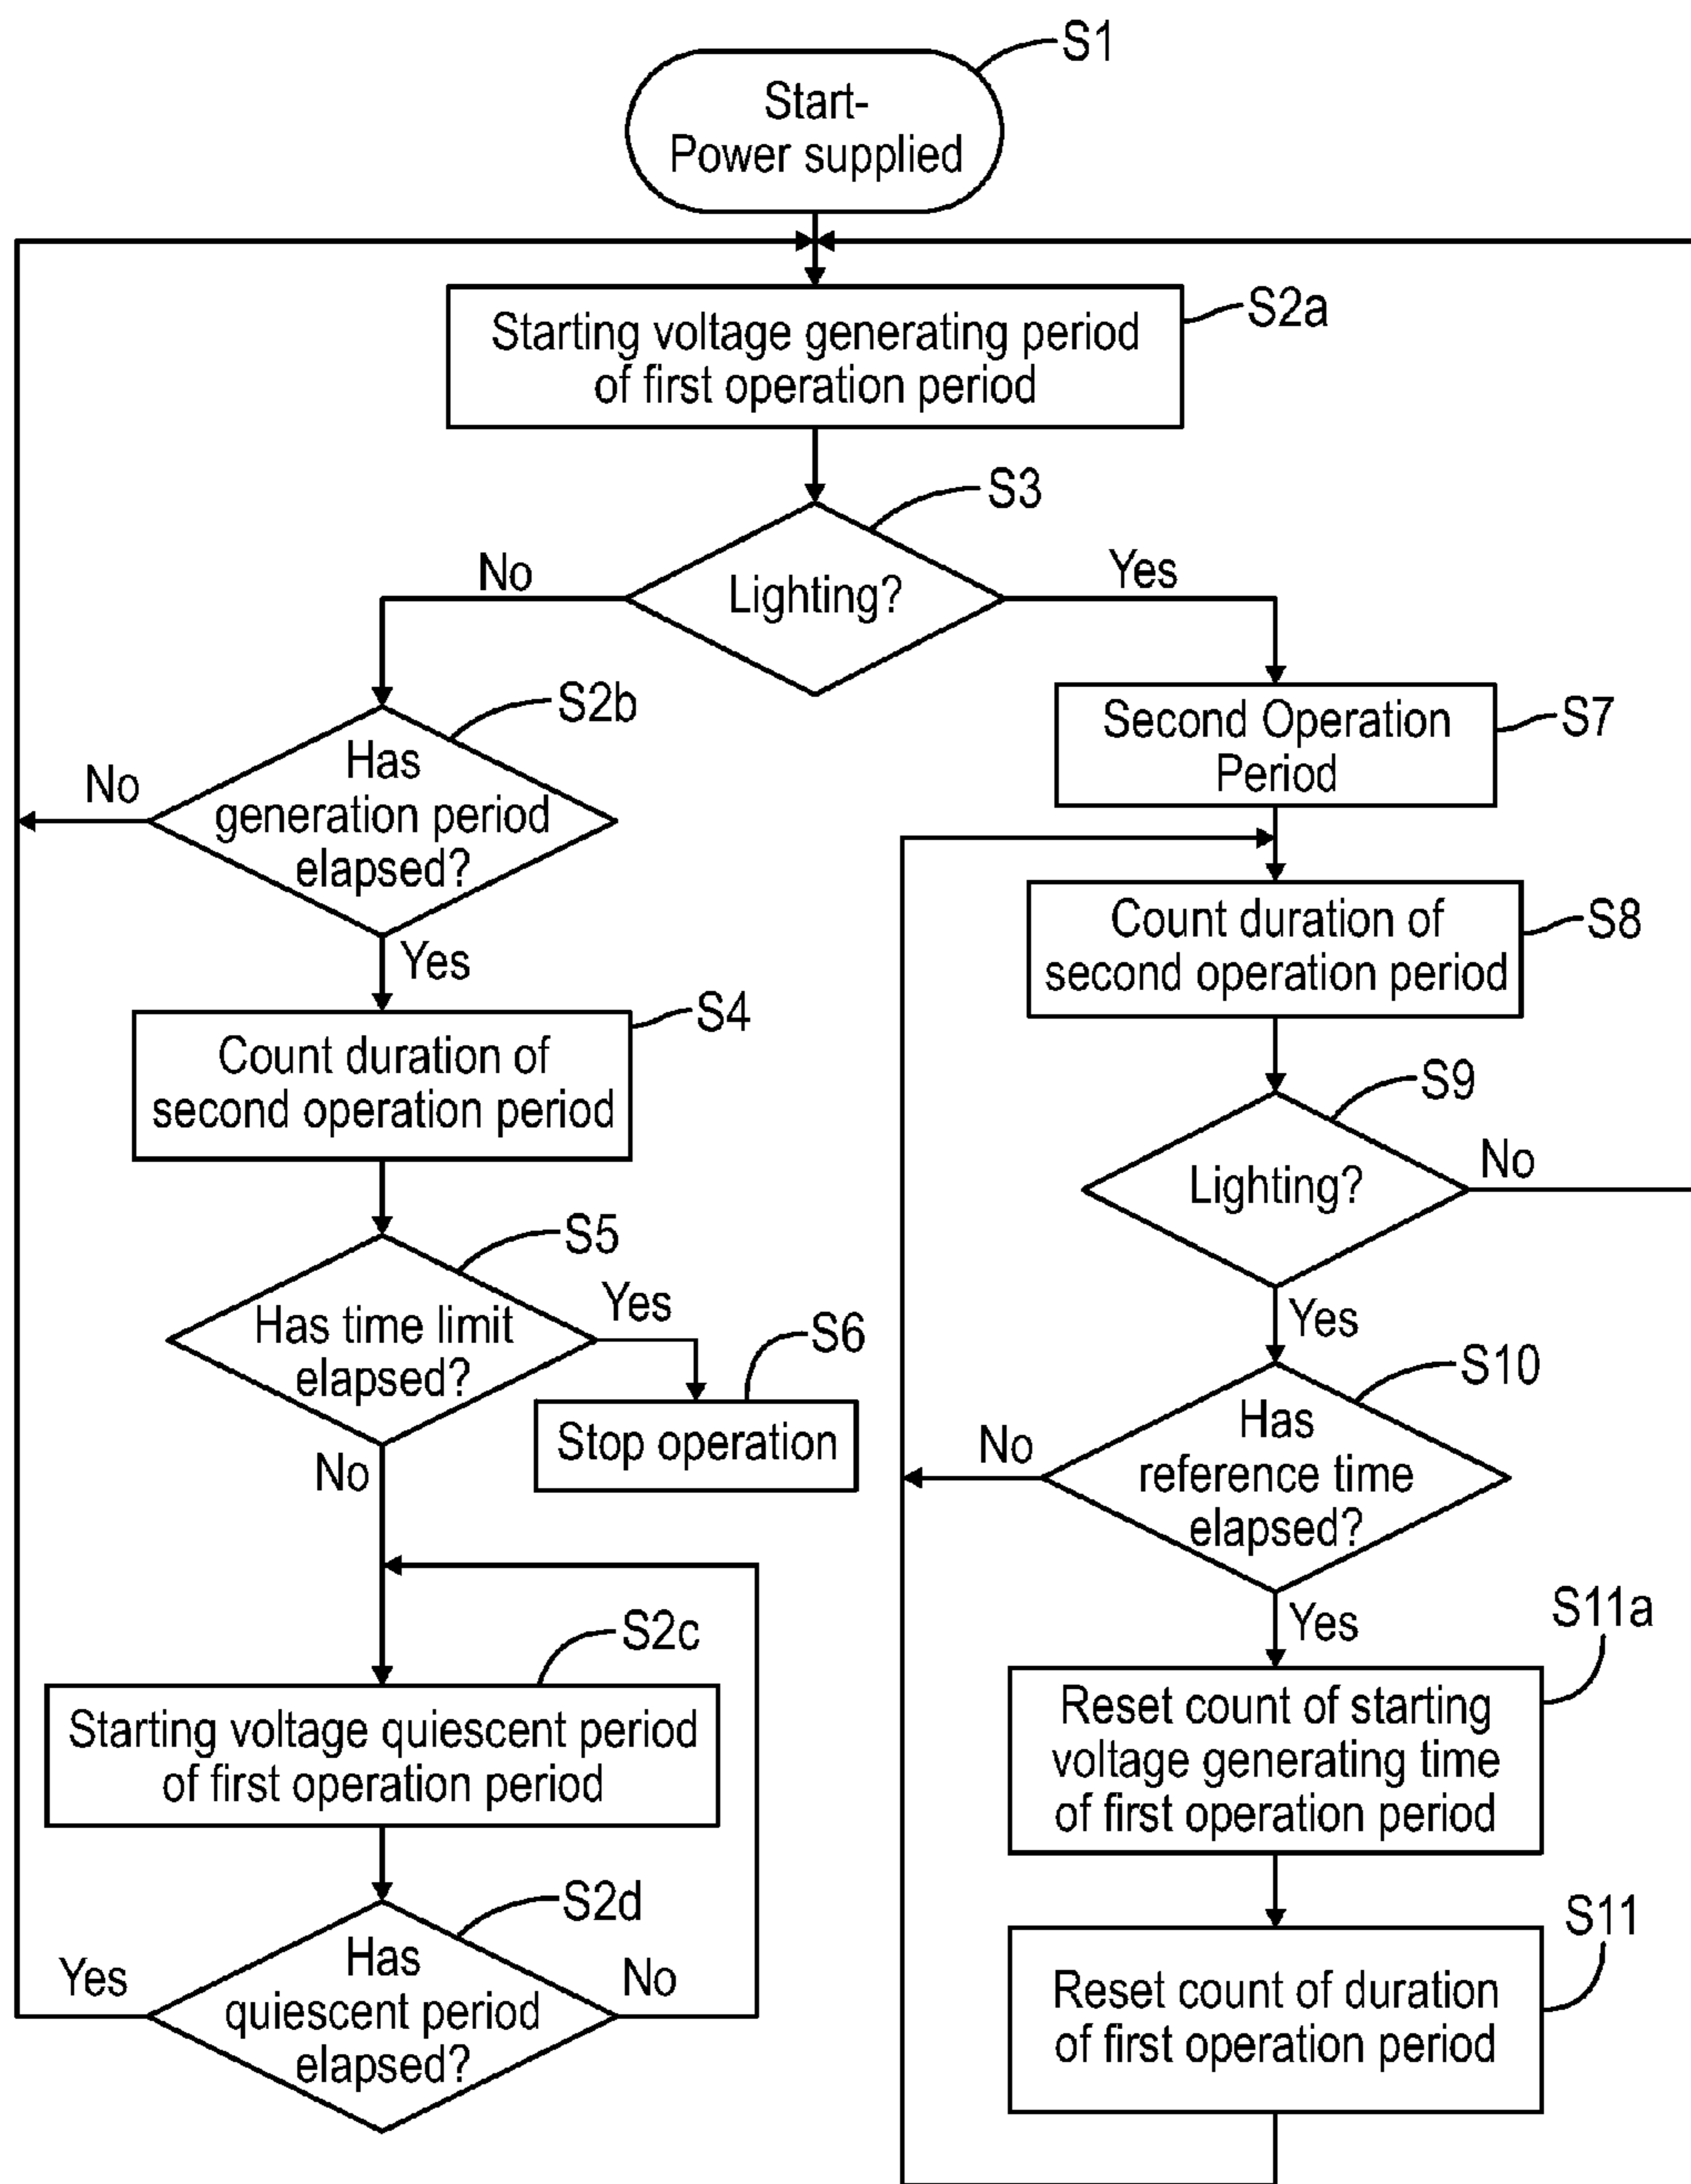 S1
Start-
Power supplied
S2a
Starting voltage generating period
of first operation period
S3
Lighting?
No
Yes
S2b
Has
generation period
elapsed?
No
Yes
S4
Count duration of
second operation period
S5
Has time limit
elapsed?
Yes
S6
Stop operation
No
S2c
Starting voltage quiescent period
of first operation period
S2d
Has
quiescent period
elapsed?
Yes
No
S7
Second Operation
Period
S8
Count duration of
second operation period
S9
Lighting?
No
Yes
S10
Has
reference time
elapsed?
No
Yes
S11a
Reset count of starting
voltage generating time
of first operation period
S11
Reset count of duration
of first operation period